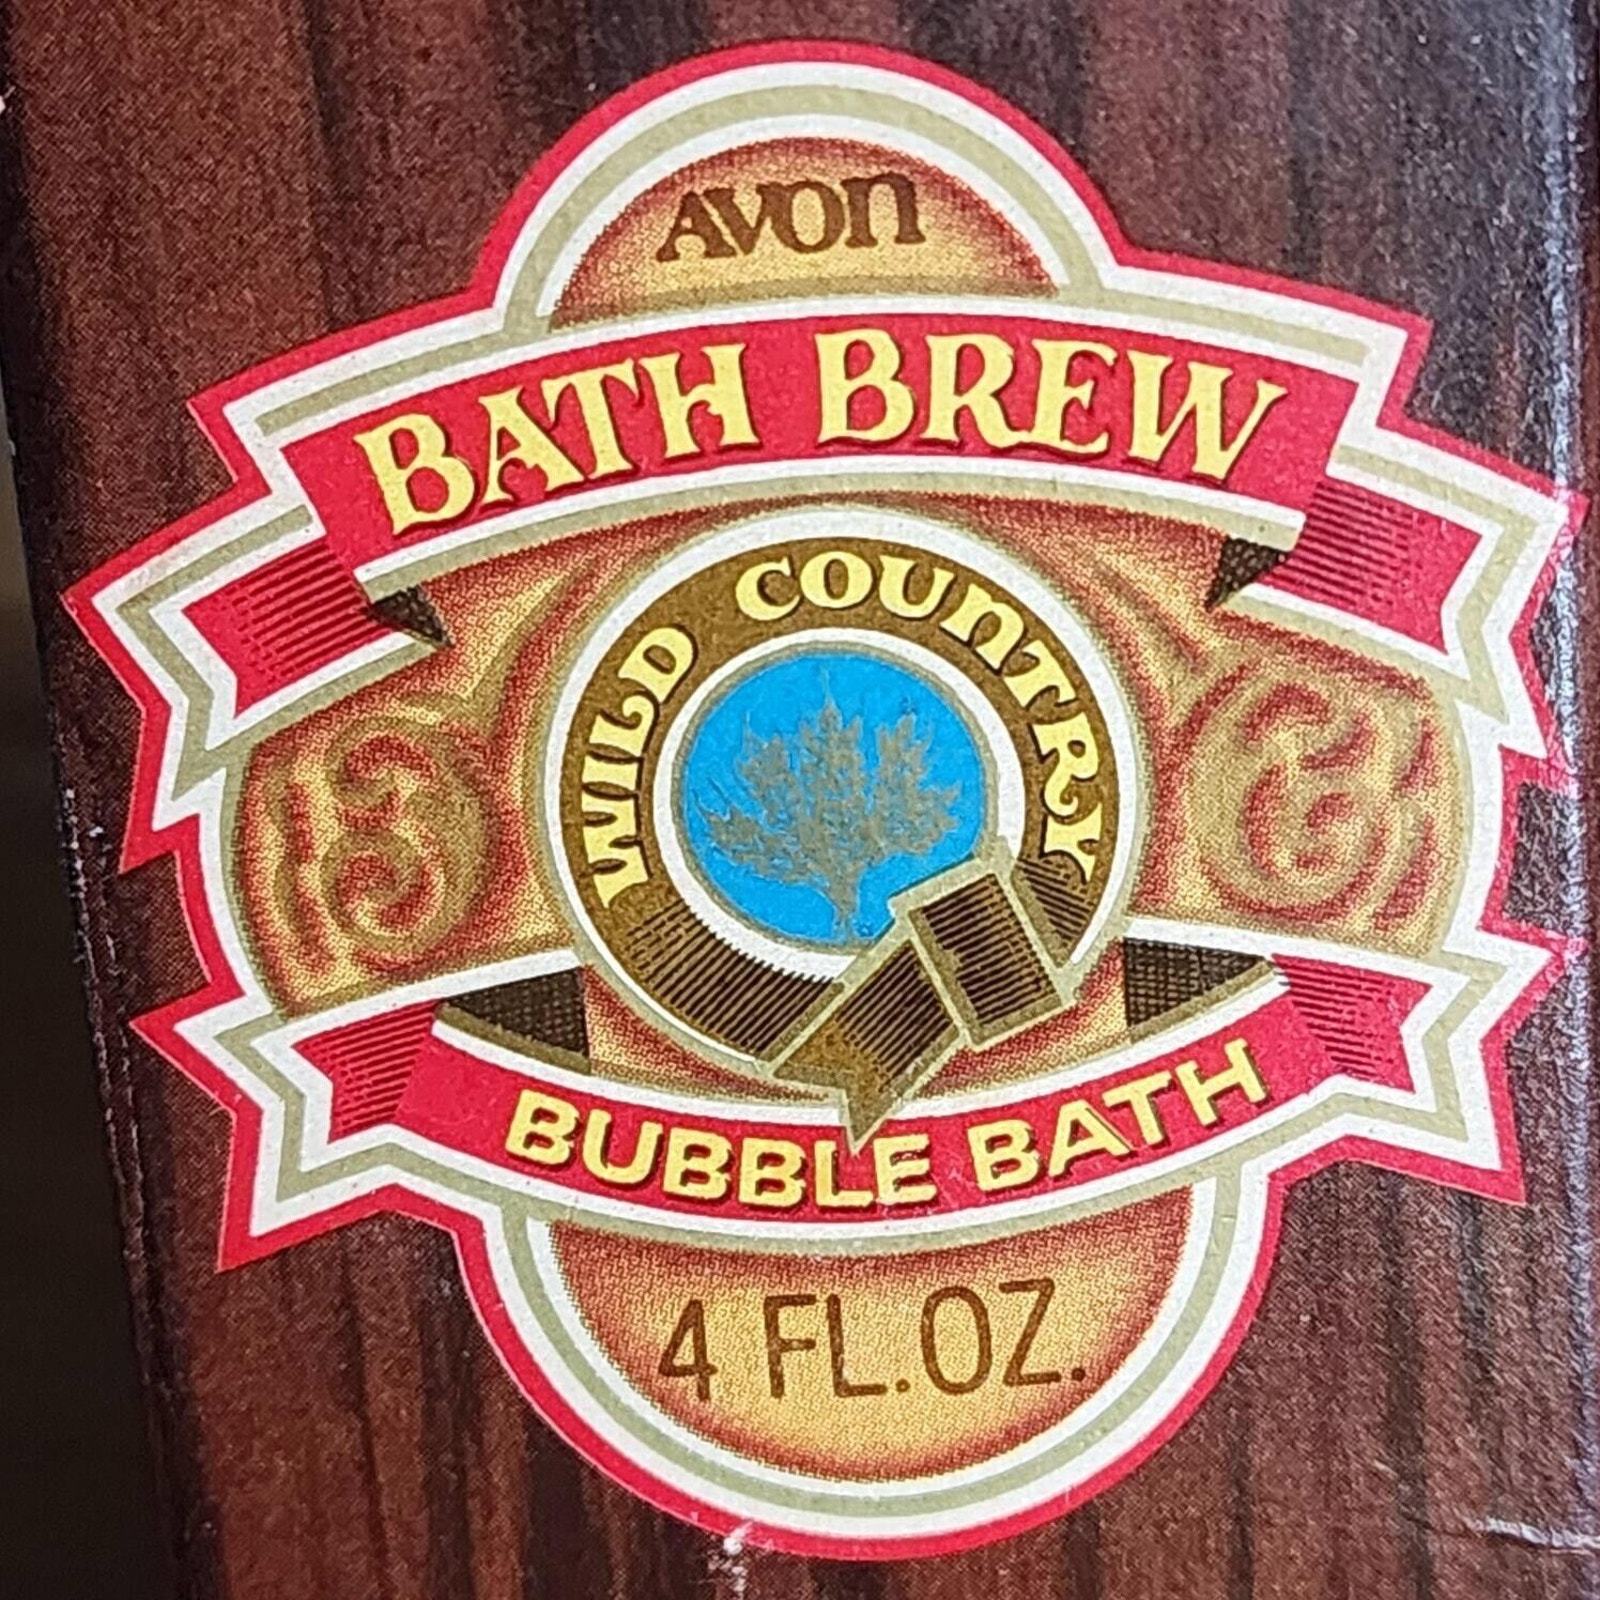 AVON
BATH BREW
WILD COUNTRY
BUBBLE BATH
4 FL.OZ.